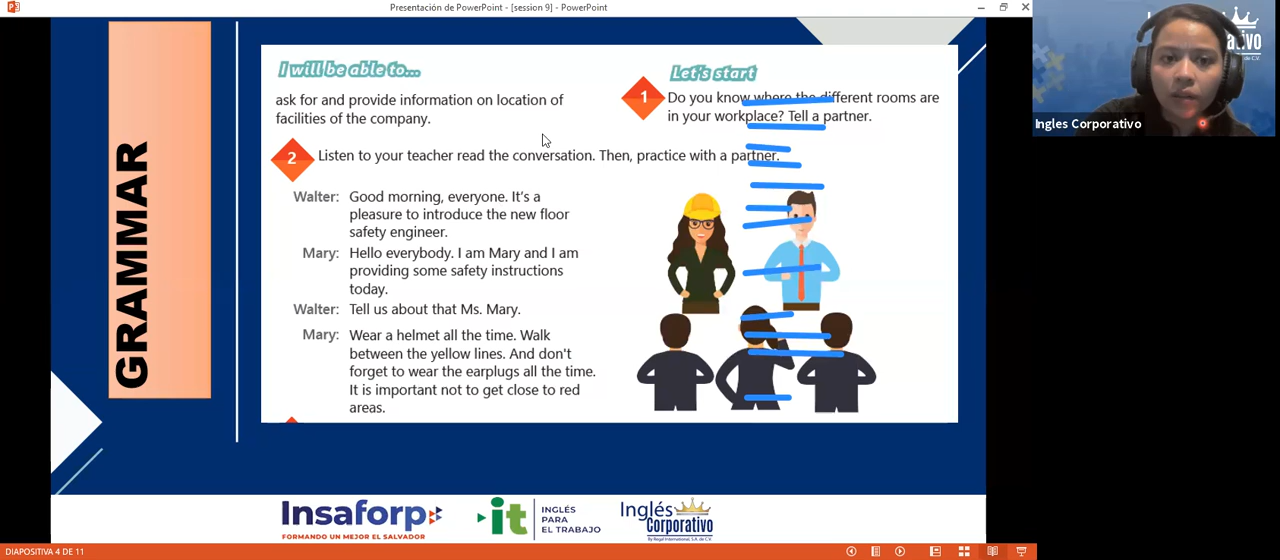 Presentación de PowerPoint - [session 9] - PowerPoint
GRAMMAR
I will be able to...
ask for and provide information on location of
facilities of the company.
Let's start
1
Do you know where the different rooms are
in your workplace? Tell a partner.
2
Listen to your teacher read the conversation. Then, practice with a partner.
Walter: Good morning, everyone. It's a
pleasure to introduce the new floor
safety engineer.
Mary: Hello everybody. I am Mary and I am
providing some safety instructions
today.
Walter: Tell us about that Ms. Mary.
Mary: Wear a helmet all the time. Walk
between the yellow lines. And don't
forget to wear the earplugs all the time.
It is important not to get close to red
areas.
Insaforp
FORMANDO UN MEJOR EL SALVADOR
it
INGLÉS
PARA
EL TRABAJO
Inglés
Corporativo
By Regal International, S.A. de C.V.
Ingles Corporativo
DIAPOSITIVA 4 DE 11